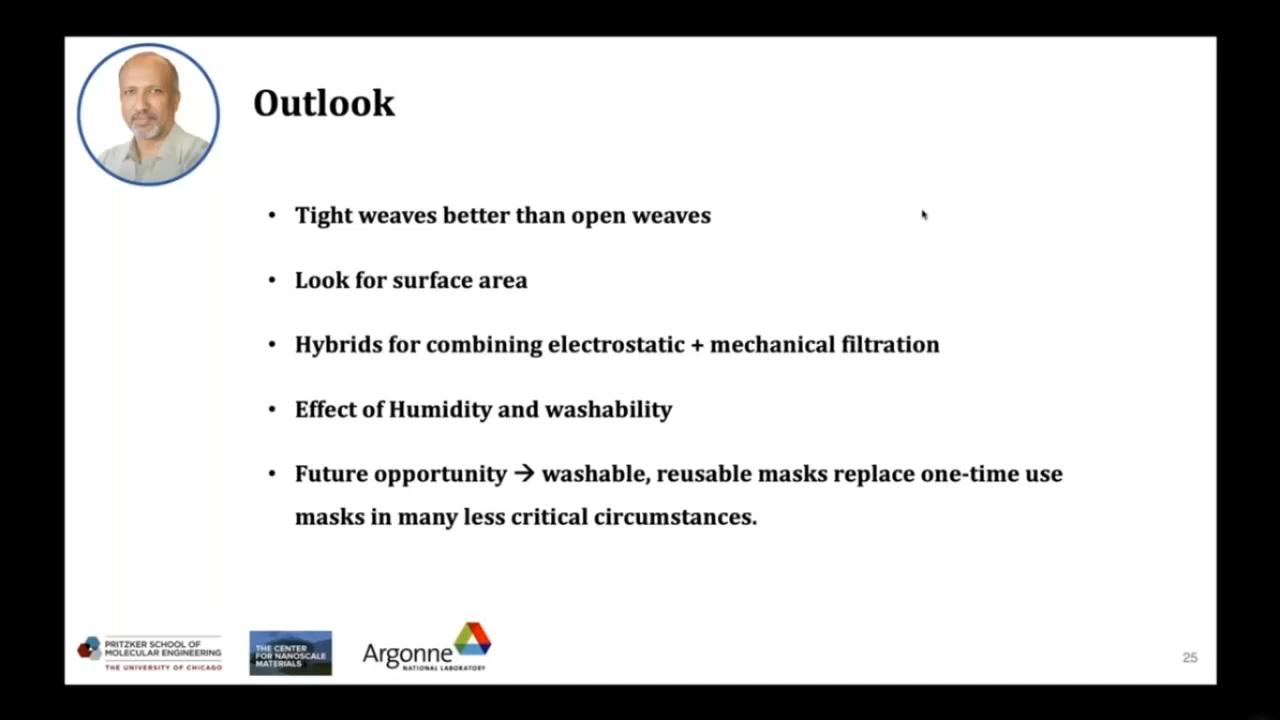 Outlook
• Tight weaves better than open weaves
• Look for surface area
• Hybrids for combining electrostatic + mechanical filtration
• Effect of Humidity and washability
• Future opportunity → washable, reusable masks replace one-time use
masks in many less critical circumstances.
PRITZKER SCHOOL OF
MOLECULAR ENGINEERING
THE UNIVERSITY OF CHICAGO
THE CENTER
FOR NANOSCALE
MATERIALS
Argonne
NATIONAL LABORATORY
25